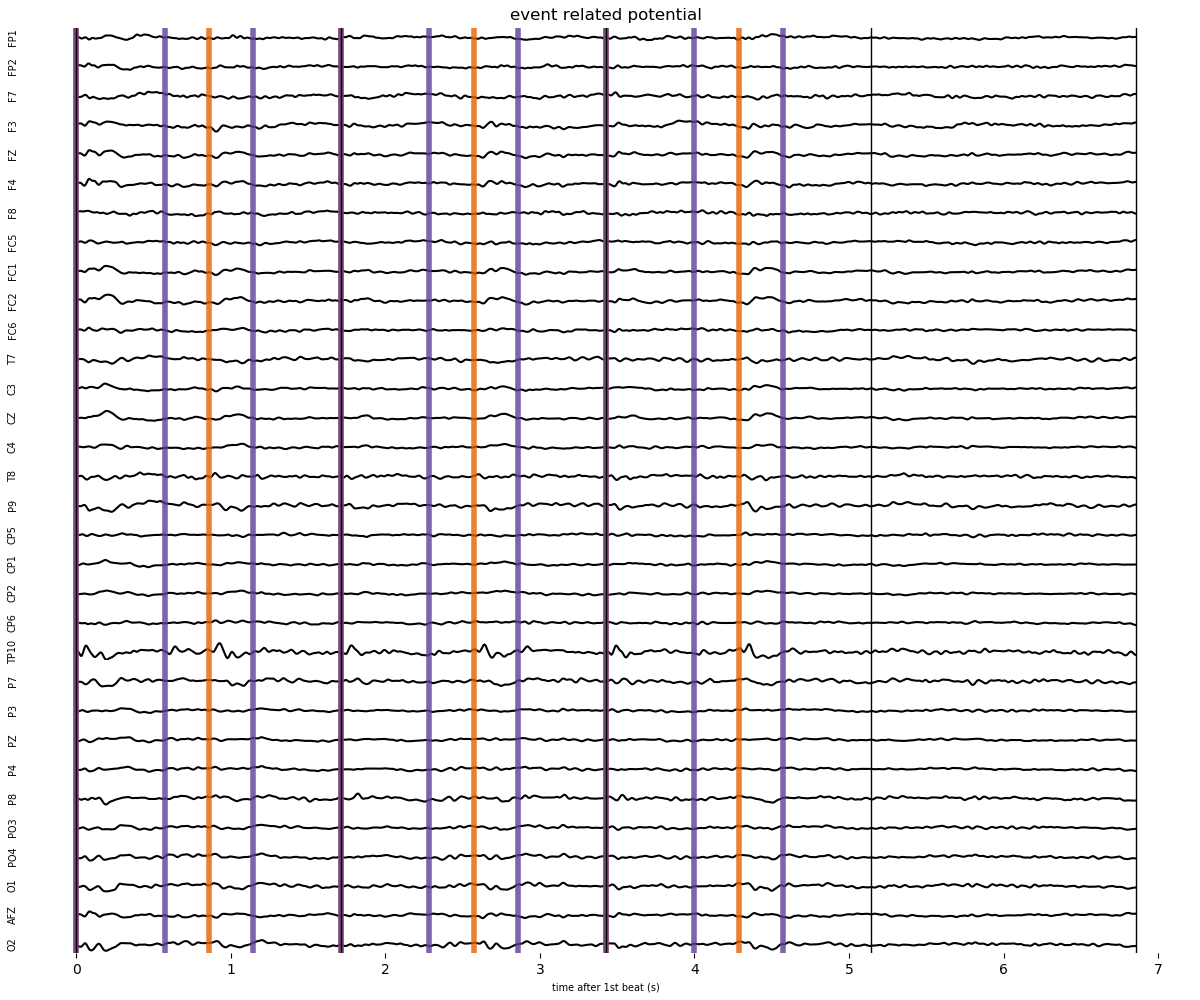 event related potential
FP1
FP2
F7
F3
FZ
F4
F8
FC5
FC1
FC2
FC6
T7
C3
CZ
C4
T8
P9
CP5
CP1
CP2
CP6
TP10
P7
P3
PZ
P4
P8
PO3
PO4
O1
AFZ
O2
0 1 2 3 4 5 6 7
time after 1st beat (s)